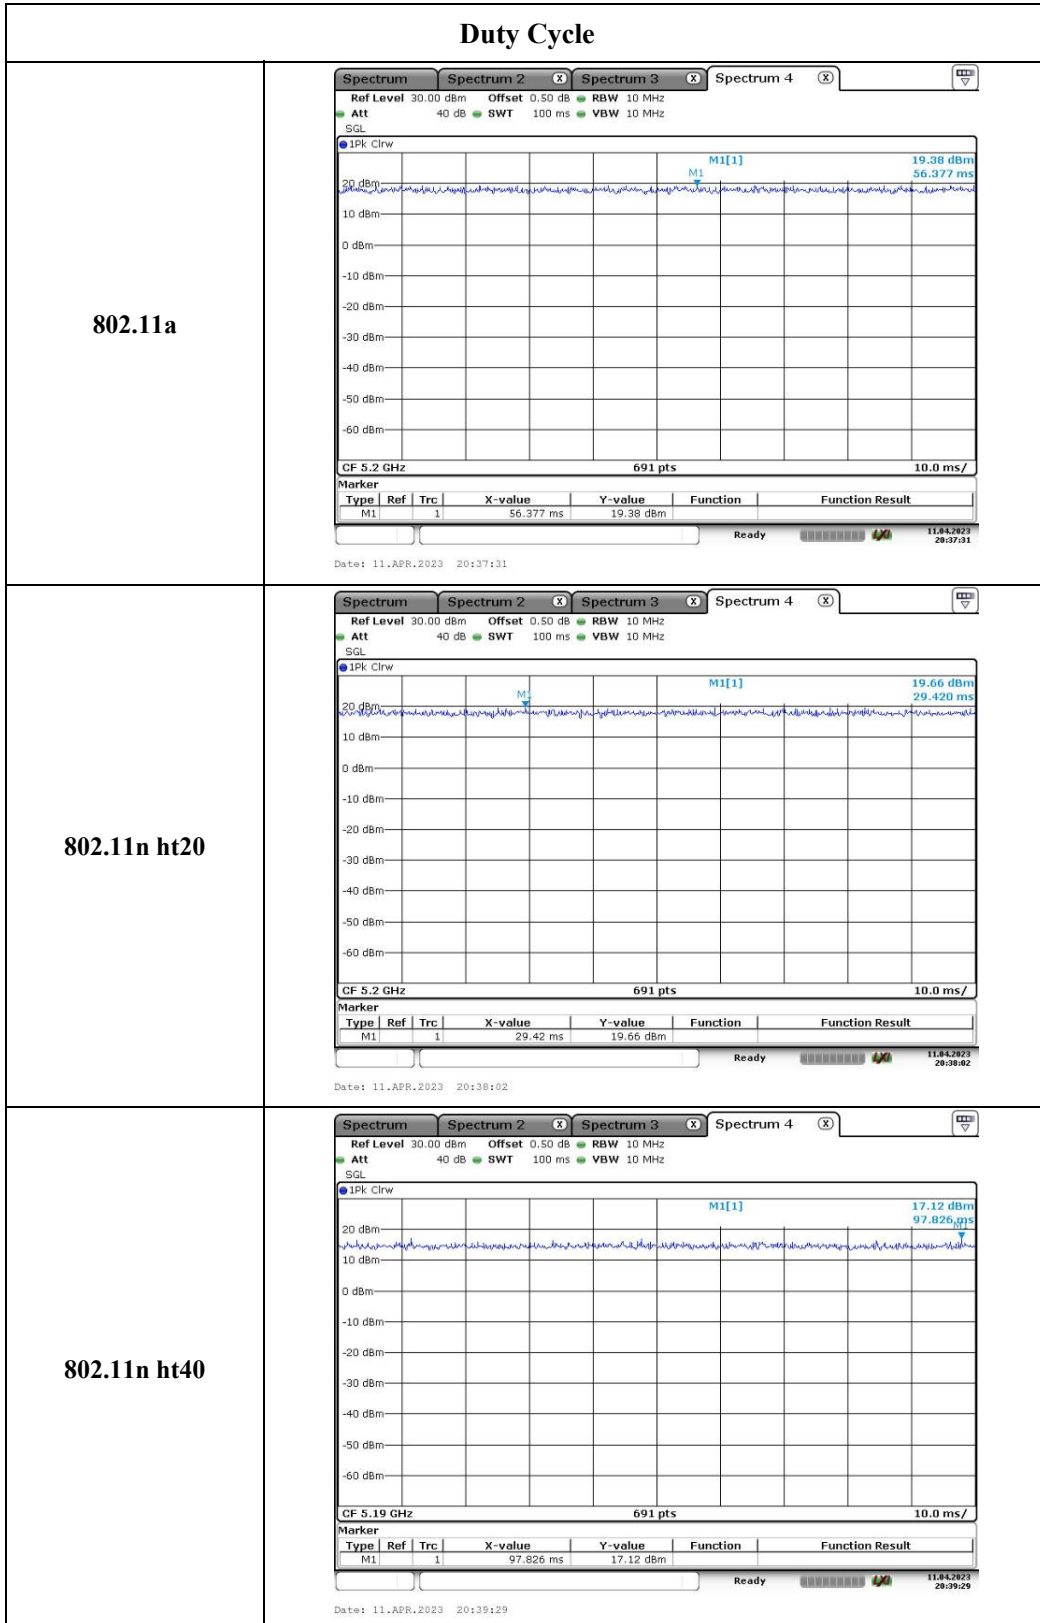 Duty Cycle
802.11a
Spectrum Spectrum 2 X Spectrum 3 X Spectrum 4 X
Ref Level 30.00 dBm Offset 0.50 dB RBW 10 MHz
Att 40 dB SWT 100 ms VBW 10 MHz
SGL
1Pk Clrw
M1[1] 19.38 dBm
M1 56.377 ms
20 dBm
10 dBm
0 dBm
-10 dBm
-20 dBm
-30 dBm
-40 dBm
-50 dBm
-60 dBm
CF 5.2 GHz 691 pts 10.0 ms/
Marker
Type Ref Trc X-value Y-value Function Function Result
M1 1 56.377 ms 19.38 dBm
Ready LXI 11.04.2023
20:37:31
Date: 11.APR.2023 20:37:31
802.11n ht20
Spectrum Spectrum 2 X Spectrum 3 X Spectrum 4 X
Ref Level 30.00 dBm Offset 0.50 dB RBW 10 MHz
Att 40 dB SWT 100 ms VBW 10 MHz
SGL
1Pk Clrw
M1[1] 19.66 dBm
M1 29.420 ms
20 dBm
10 dBm
0 dBm
-10 dBm
-20 dBm
-30 dBm
-40 dBm
-50 dBm
-60 dBm
CF 5.2 GHz 691 pts 10.0 ms/
Marker
Type Ref Trc X-value Y-value Function Function Result
M1 1 29.42 ms 19.66 dBm
Ready LXI 11.04.2023
20:38:02
Date: 11.APR.2023 20:38:02
802.11n ht40
Spectrum Spectrum 2 X Spectrum 3 X Spectrum 4 X
Ref Level 30.00 dBm Offset 0.50 dB RBW 10 MHz
Att 40 dB SWT 100 ms VBW 10 MHz
SGL
1Pk Clrw
M1[1] 17.12 dBm
97.826 ms
M1
20 dBm
10 dBm
0 dBm
-10 dBm
-20 dBm
-30 dBm
-40 dBm
-50 dBm
-60 dBm
CF 5.19 GHz 691 pts 10.0 ms/
Marker
Type Ref Trc X-value Y-value Function Function Result
M1 1 97.826 ms 17.12 dBm
Ready LXI 11.04.2023
20:39:29
Date: 11.APR.2023 20:39:29